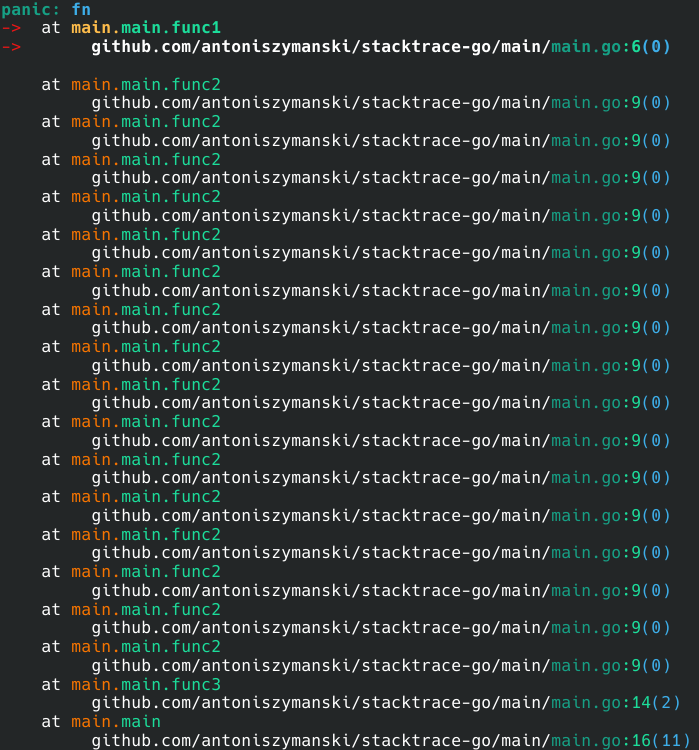 panic: fn
-> at main.main.func1
-> github.com/antoniszymanski/stacktrace-go/main/main.go:6(0)
at main.main.func2
github.com/antoniszymanski/stacktrace-go/main/main.go:9(0)
at main.main.func2
github.com/antoniszymanski/stacktrace-go/main/main.go:9(0)
at main.main.func2
github.com/antoniszymanski/stacktrace-go/main/main.go:9(0)
at main.main.func2
github.com/antoniszymanski/stacktrace-go/main/main.go:9(0)
at main.main.func2
github.com/antoniszymanski/stacktrace-go/main/main.go:9(0)
at main.main.func2
github.com/antoniszymanski/stacktrace-go/main/main.go:9(0)
at main.main.func2
github.com/antoniszymanski/stacktrace-go/main/main.go:9(0)
at main.main.func2
github.com/antoniszymanski/stacktrace-go/main/main.go:9(0)
at main.main.func2
github.com/antoniszymanski/stacktrace-go/main/main.go:9(0)
at main.main.func2
github.com/antoniszymanski/stacktrace-go/main/main.go:9(0)
at main.main.func2
github.com/antoniszymanski/stacktrace-go/main/main.go:9(0)
at main.main.func2
github.com/antoniszymanski/stacktrace-go/main/main.go:9(0)
at main.main.func2
github.com/antoniszymanski/stacktrace-go/main/main.go:9(0)
at main.main.func2
github.com/antoniszymanski/stacktrace-go/main/main.go:9(0)
at main.main.func2
github.com/antoniszymanski/stacktrace-go/main/main.go:9(0)
at main.main.func2
github.com/antoniszymanski/stacktrace-go/main/main.go:9(0)
at main.main.func3
github.com/antoniszymanski/stacktrace-go/main/main.go:14(2)
at main.main
github.com/antoniszymanski/stacktrace-go/main/main.go:16(11)